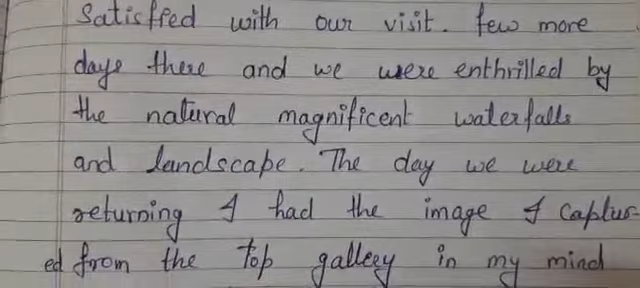 Satisfied with our visit. few more
days there and we were enthrilled by
the natural magnificent waterfalls
and landscape. The day we were
returning I had the image I captur-
ed from the top gallery in my mind